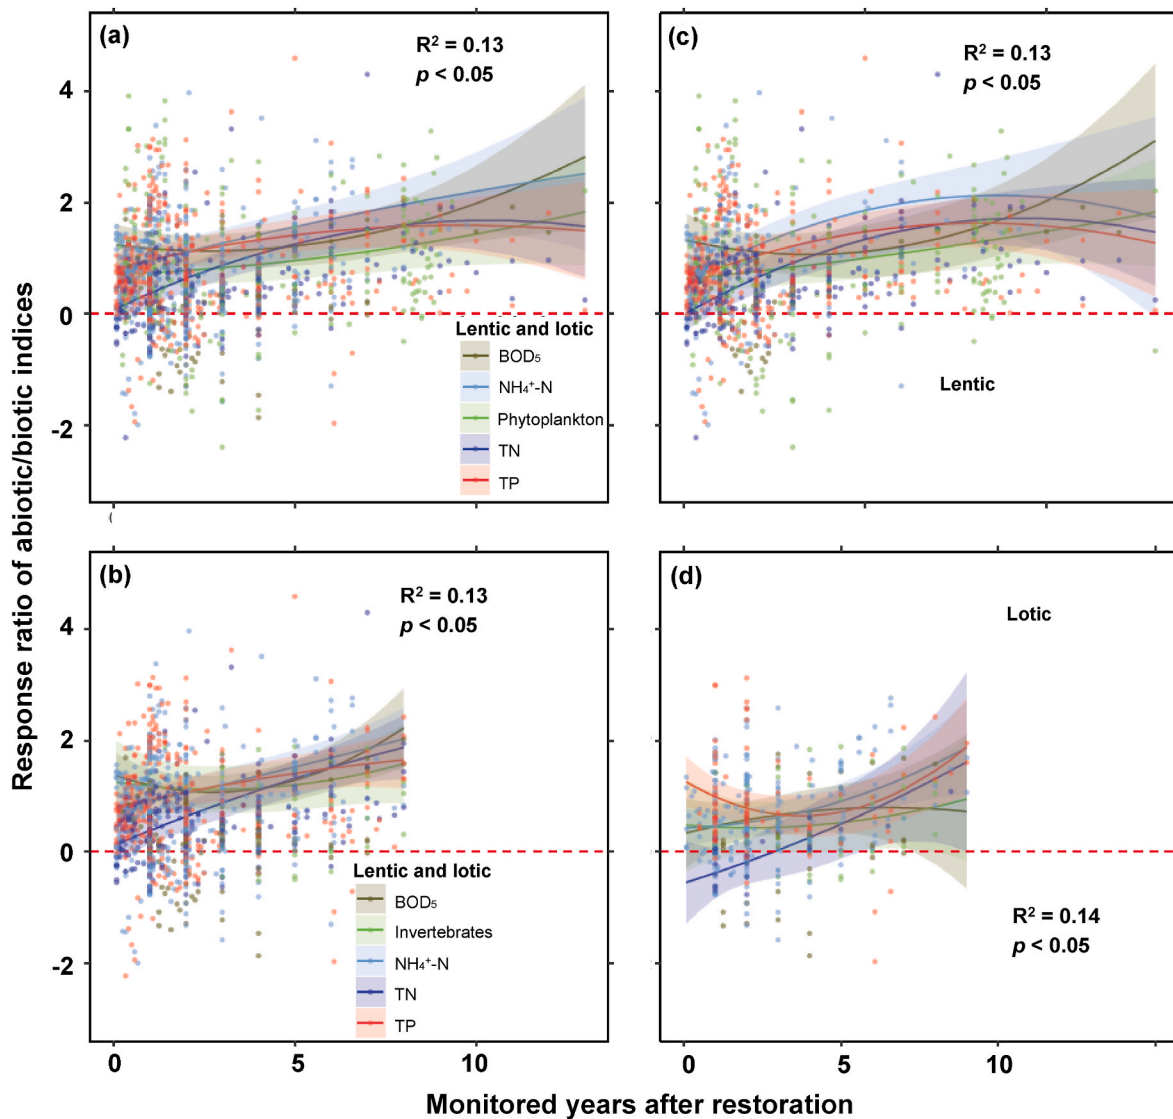 (a)
R² = 0.13
p < 0.05
4
2
0
-2
Lentic and lotic
BOD₅
NH₄⁺-N
Phytoplankton
TN
TP
(c)
R² = 0.13
p < 0.05
Lentic
Response ratio of abiotic/biotic indices
(b)
R² = 0.13
p < 0.05
4
2
0
-2
Lentic and lotic
BOD₅
Invertebrates
NH₄⁺-N
TN
TP
0
5
10
(d)
Lotic
R² = 0.14
p < 0.05
0
5
10
Monitored years after restoration